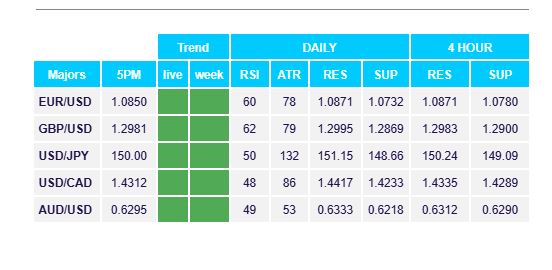 Trend DAILY 4 HOUR
Majors 5PM live week RSI ATR RES SUP RES SUP
EUR/USD 1.0850 60 78 1.0871 1.0732 1.0871 1.0780
GBP/USD 1.2981 62 79 1.2995 1.2869 1.2983 1.2900
USD/JPY 150.00 50 132 151.15 148.66 150.24 149.09
USD/CAD 1.4312 48 86 1.4417 1.4233 1.4335 1.4289
AUD/USD 0.6295 49 53 0.6333 0.6218 0.6312 0.6290